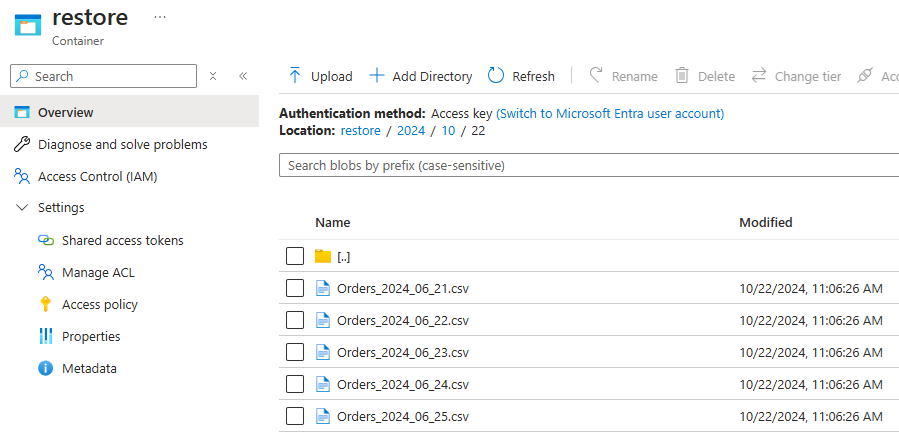 restore ...
Container
Search
Upload Add Directory Refresh Rename Delete Change tier Acc
Overview
Diagnose and solve problems
Access Control (IAM)
Settings
Shared access tokens
Manage ACL
Access policy
Properties
Metadata
Authentication method: Access key (Switch to Microsoft Entra user account)
Location: restore / 2024 / 10 / 22
Search blobs by prefix (case-sensitive)
Name Modified
[..]
Orders_2024_06_21.csv 10/22/2024, 11:06:26 AM
Orders_2024_06_22.csv 10/22/2024, 11:06:26 AM
Orders_2024_06_23.csv 10/22/2024, 11:06:26 AM
Orders_2024_06_24.csv 10/22/2024, 11:06:26 AM
Orders_2024_06_25.csv 10/22/2024, 11:06:26 AM